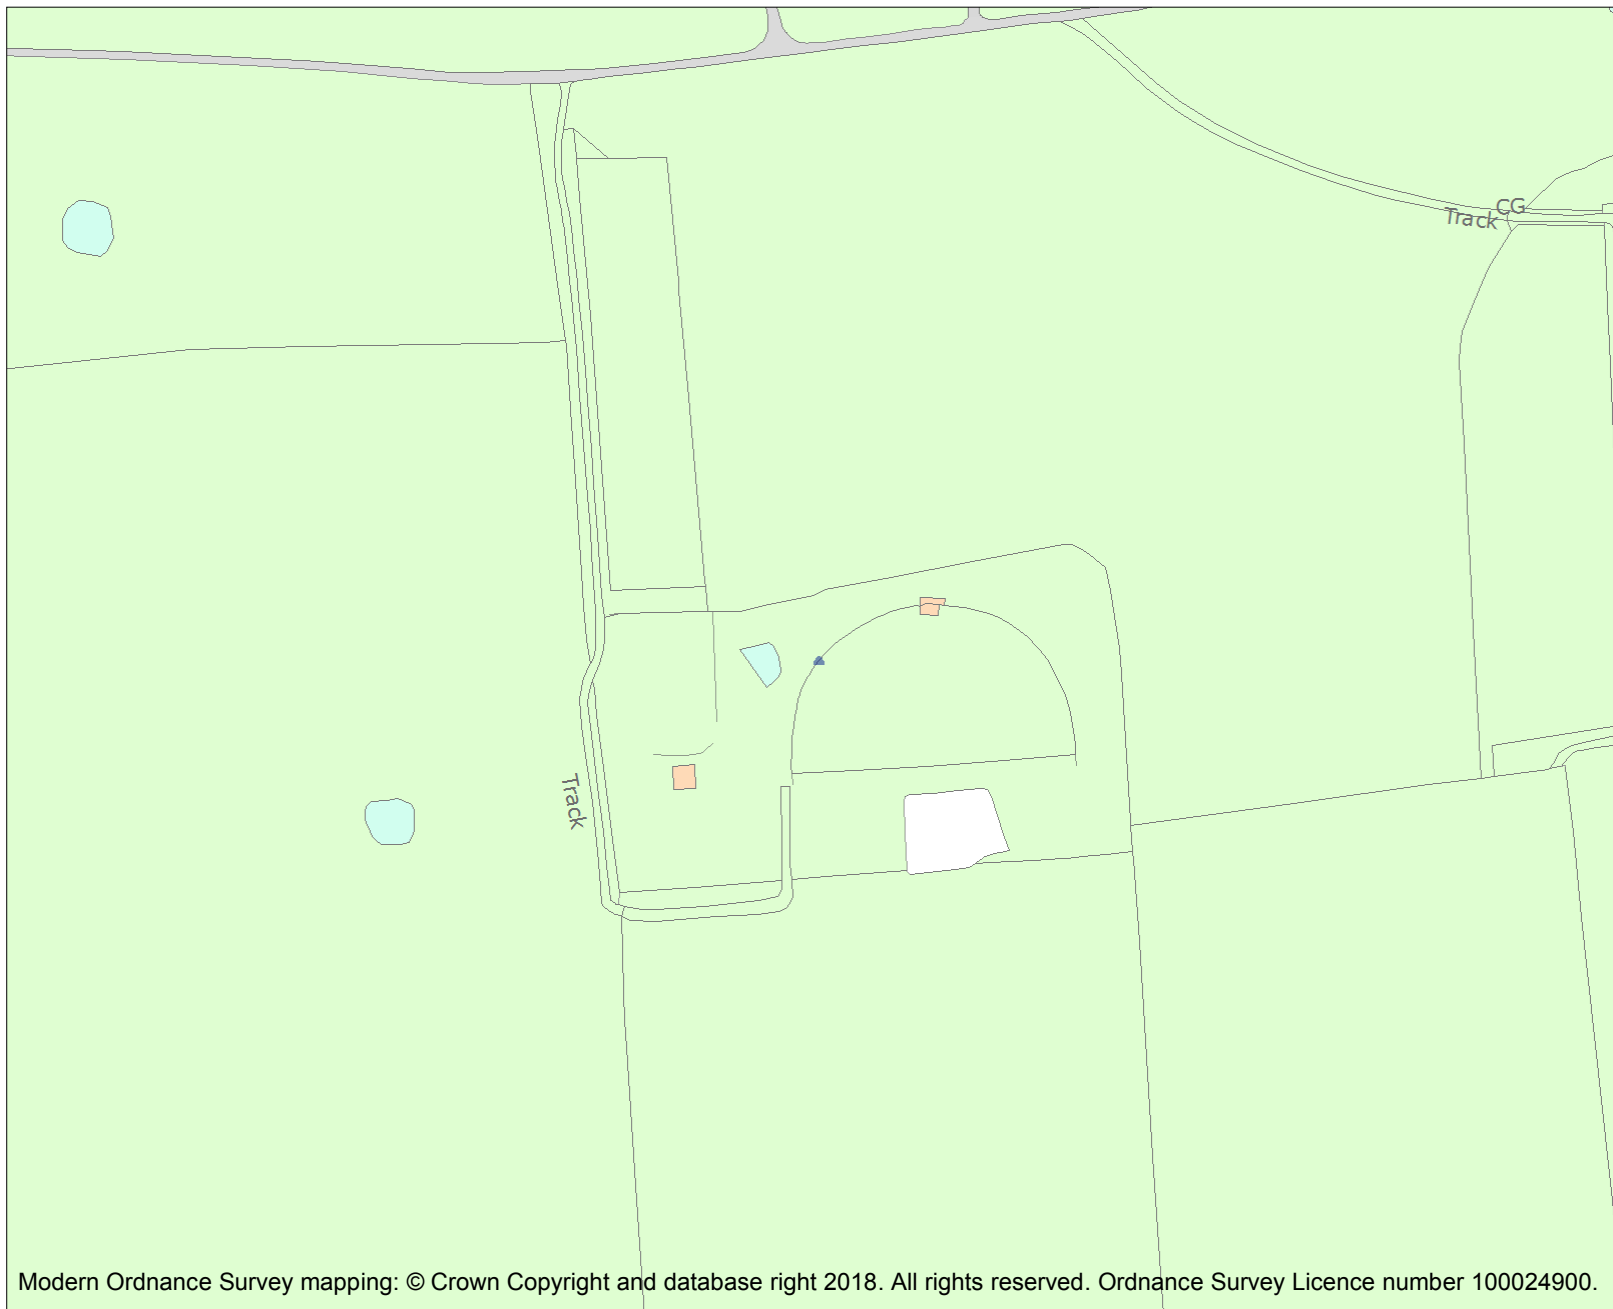 CG
Track
Track
Modern Ordnance Survey mapping: © Crown Copyright and database right 2018. All rights reserved. Ordnance Survey Licence number 100024900.